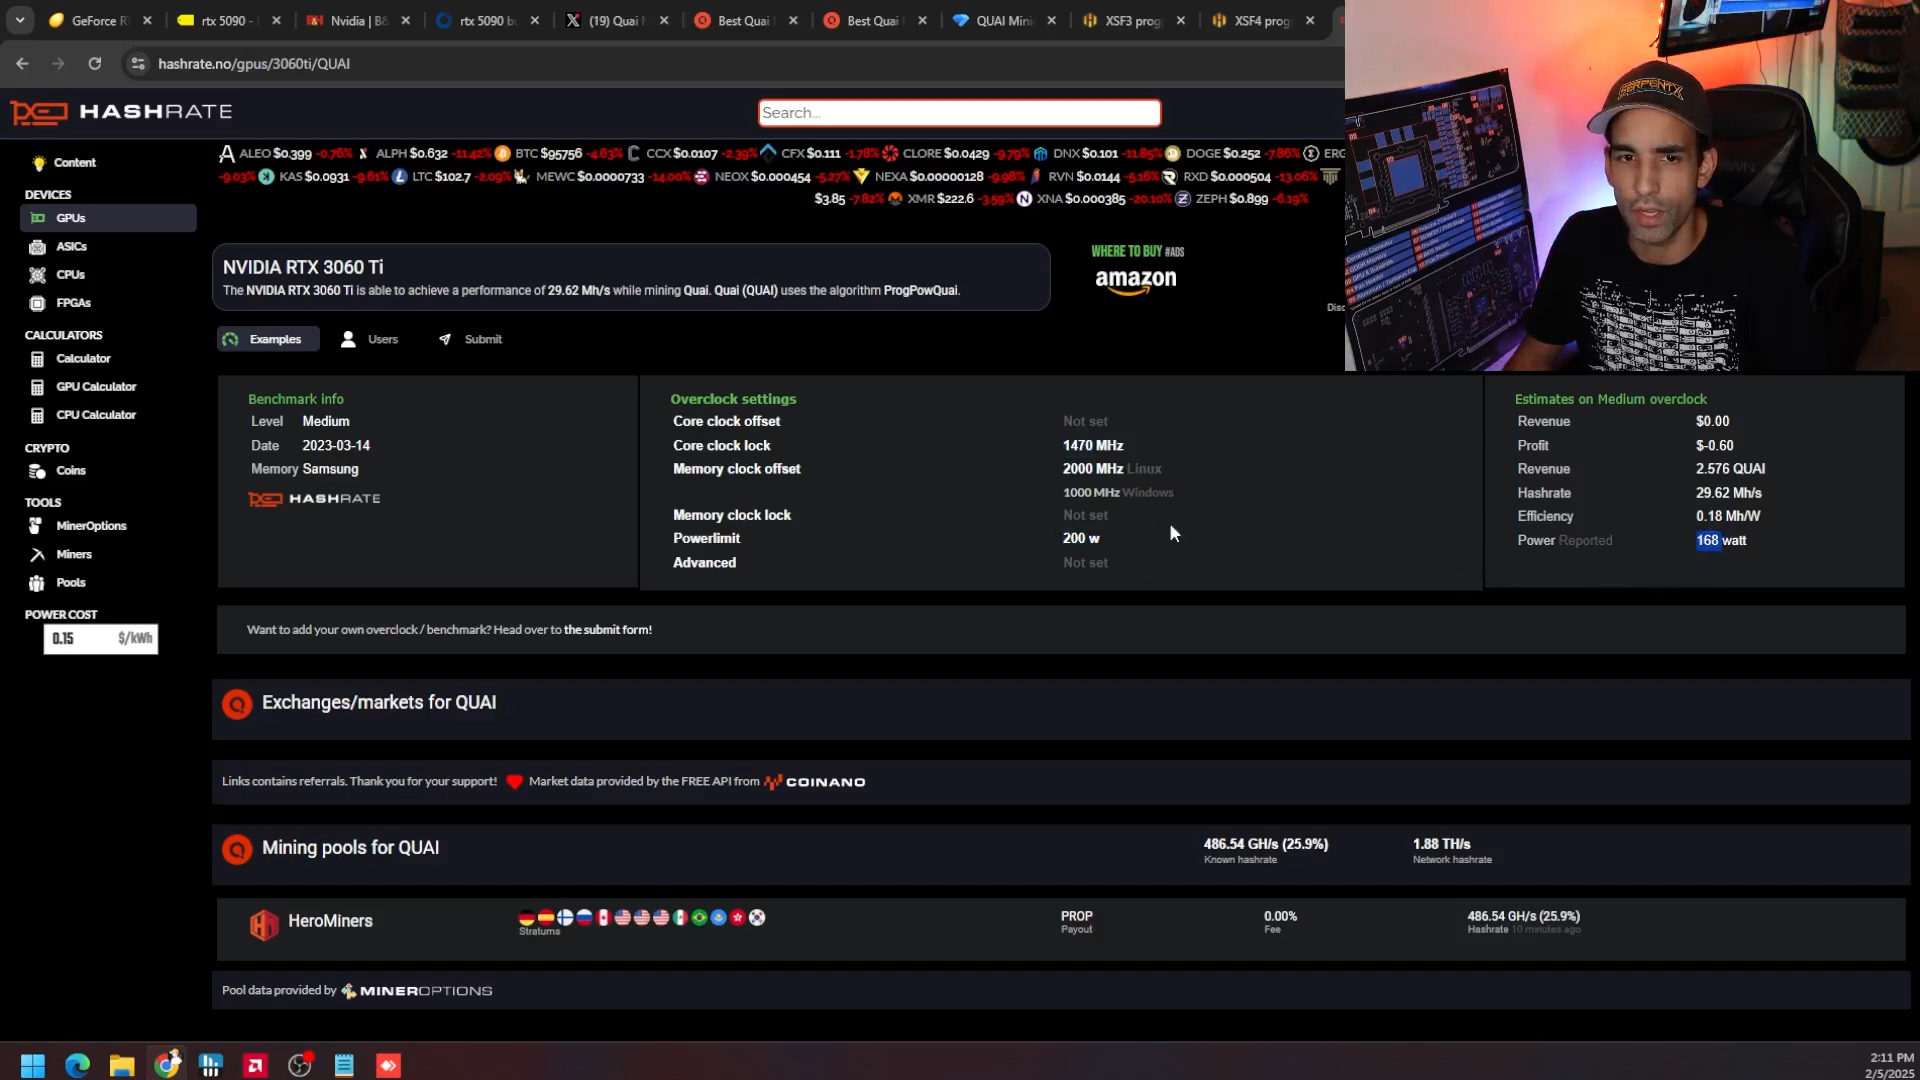 GeForce R
rtx 5090 -
Nvidia | B&
rtx 5090 b
(19) Quai
Best Quai
Best Quai
QUAI Mini
XSF3 prog
XSF4 prog
hashrate.no/gpus/3060ti/QUAI
HASHRATE
Search...
SERPENTX
ALEO $0.399 -0.76% ALPH $0.632 -11.42% BTC $95756 -4.63% CCX $0.0107 -2.39% CFX $0.111 -1.78% CLORE $0.0429 -9.79% DNX $0.101 -11.85% DOGE $0.252 -7.86% ERG
-9.03% KAS $0.0931 -9.61% LTC $102.7 -2.09% MEWC $0.0000733 -14.00% NEOX $0.000454 -5.27% NEXA $0.00000128 -9.98% RVN $0.0144 -5.16% RXD $0.000504 -13.06%
$3.85 -7.82% XMR $222.6 -3.59% XNA $0.000385 -20.10% ZEPH $0.899 -6.19%
Content
DEVICES
GPUs
ASICs
CPUs
FPGAs
CALCULATORS
Calculator
GPU Calculator
CPU Calculator
CRYPTO
Coins
TOOLS
MinerOptions
Miners
Pools
POWER COST
0.15 $/kWh
NVIDIA RTX 3060 Ti
The NVIDIA RTX 3060 Ti is able to achieve a performance of 29.62 Mh/s while mining Quai. Quai (QUAI) uses the algorithm ProgPowQuai.
WHERE TO BUY #ADS
amazon
Disc
Examples
Users
Submit
Benchmark info
Level Medium
Date 2023-03-14
Memory Samsung
HASHRATE
Overclock settings
Core clock offset Not set
Core clock lock 1470 MHz
Memory clock offset 2000 MHz Linux
1000 MHz Windows
Memory clock lock Not set
Powerlimit 200 w
Advanced Not set
Estimates on Medium overclock
Revenue $0.00
Profit $-0.60
Revenue 2.576 QUAI
Hashrate 29.62 Mh/s
Efficiency 0.18 Mh/W
Power Reported 168 watt
Want to add your own overclock / benchmark? Head over to the submit form!
Exchanges/markets for QUAI
Links contains referrals. Thank you for your support! Market data provided by the FREE API from COINANO
Mining pools for QUAI
486.54 GH/s (25.9%)
Known hashrate
1.88 TH/s
Network hashrate
HeroMiners
Stratums
PROP
Payout
0.00%
Fee
486.54 GH/s (25.9%)
Hashrate 10 minutes ago
Pool data provided by MINEROPTIONS
2:11 PM
2/5/2025